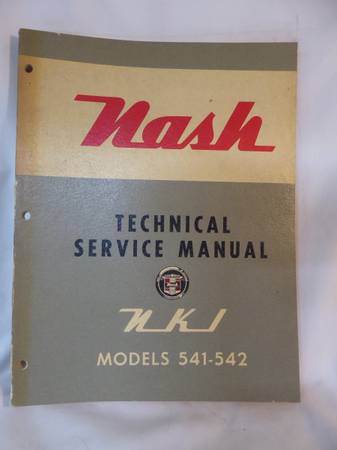 Nash
TECHNICAL
SERVICE MANUAL
NKI
MODELS 541-542